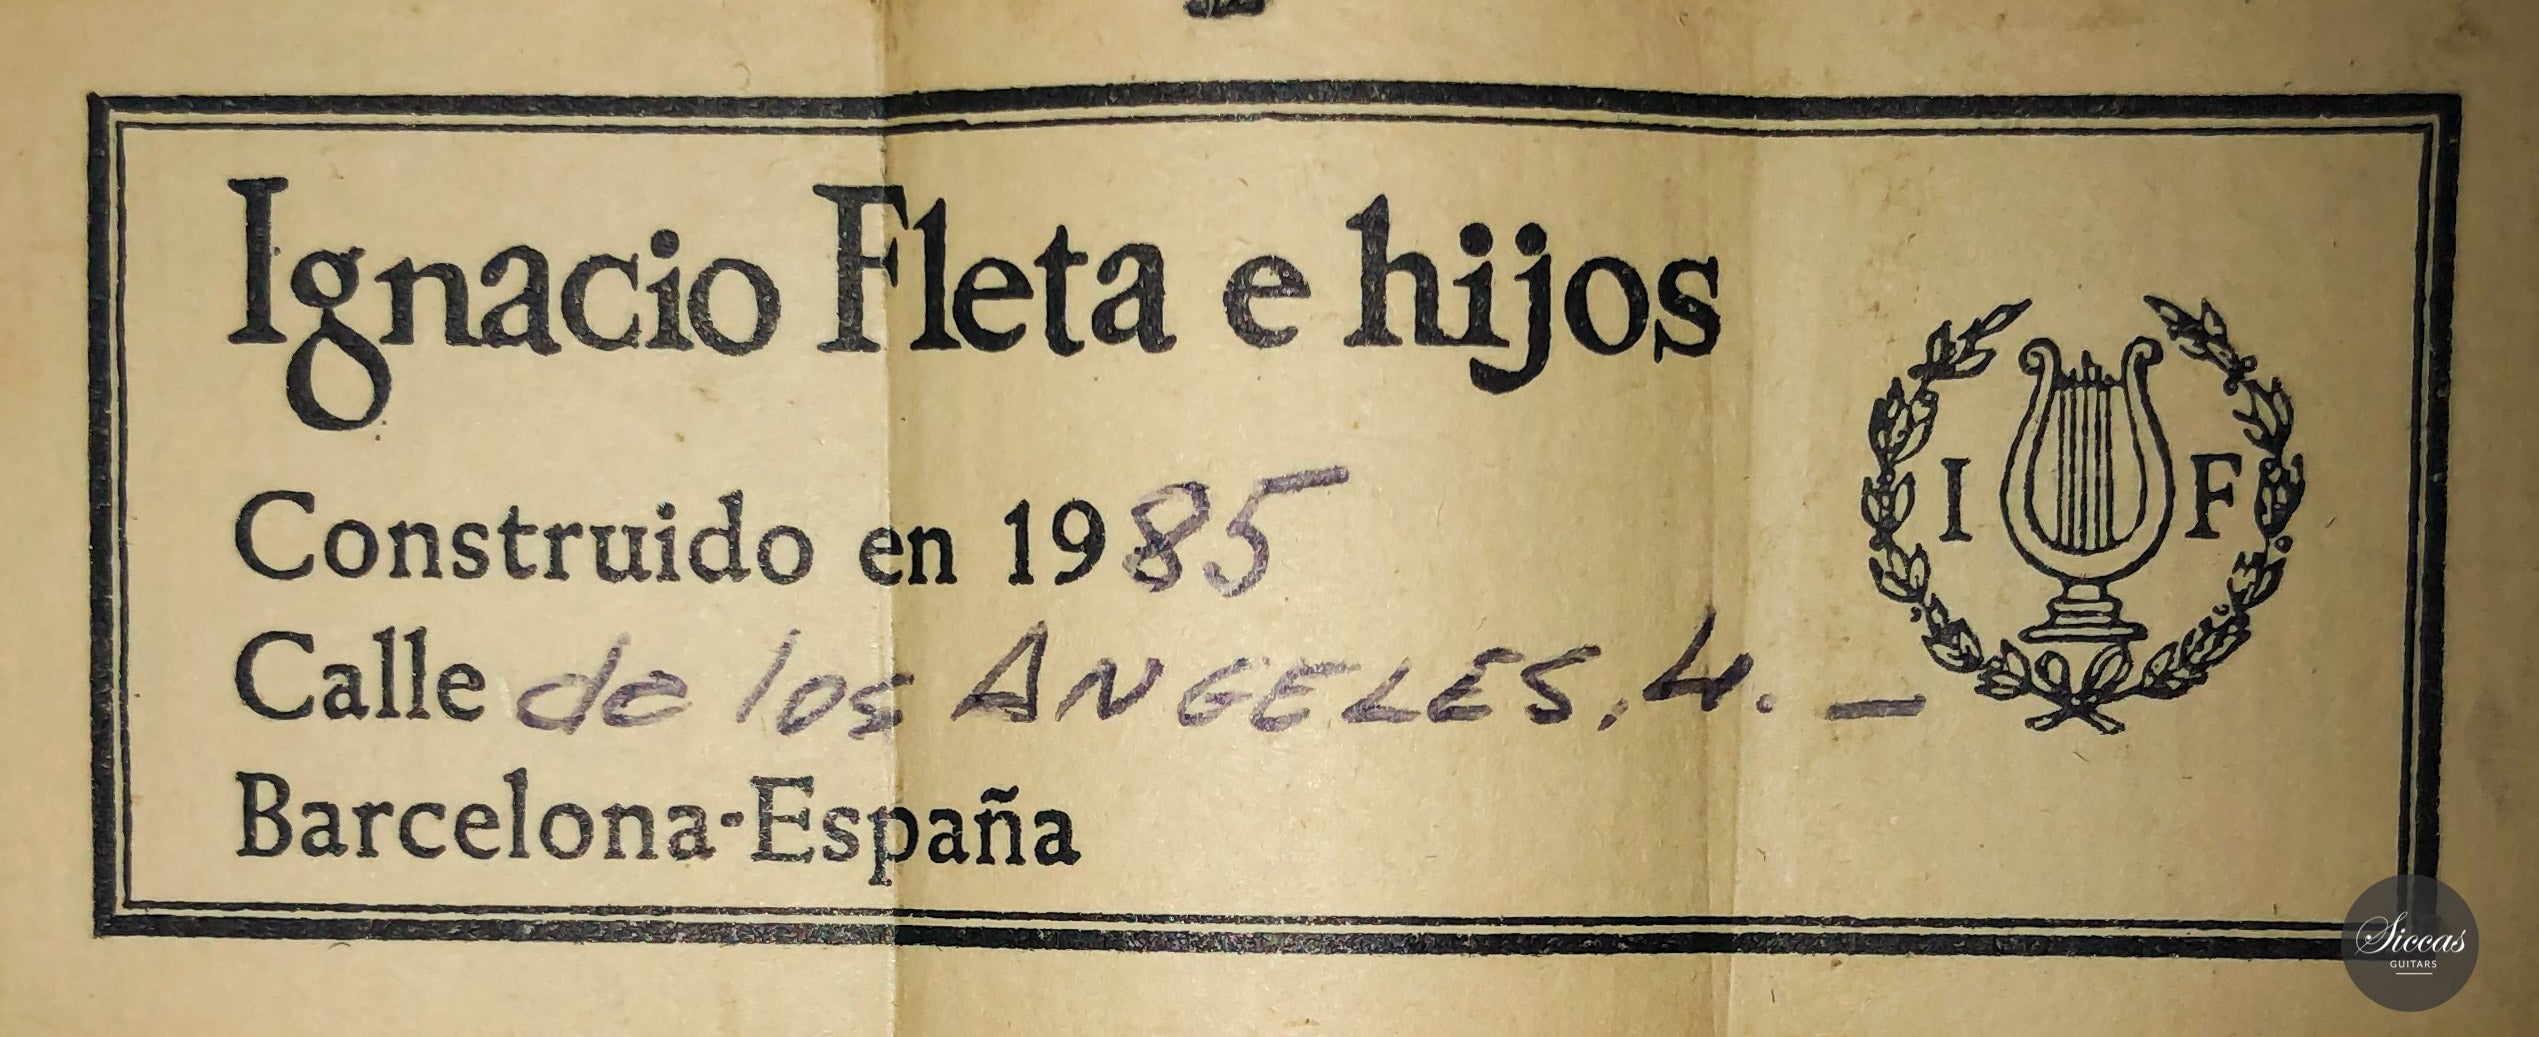 Ignacio Fleta e hijos
Construido en 1985
Calle de los ANGELES, 4. –
Barcelona-España
I F
Siccas
GUITARS